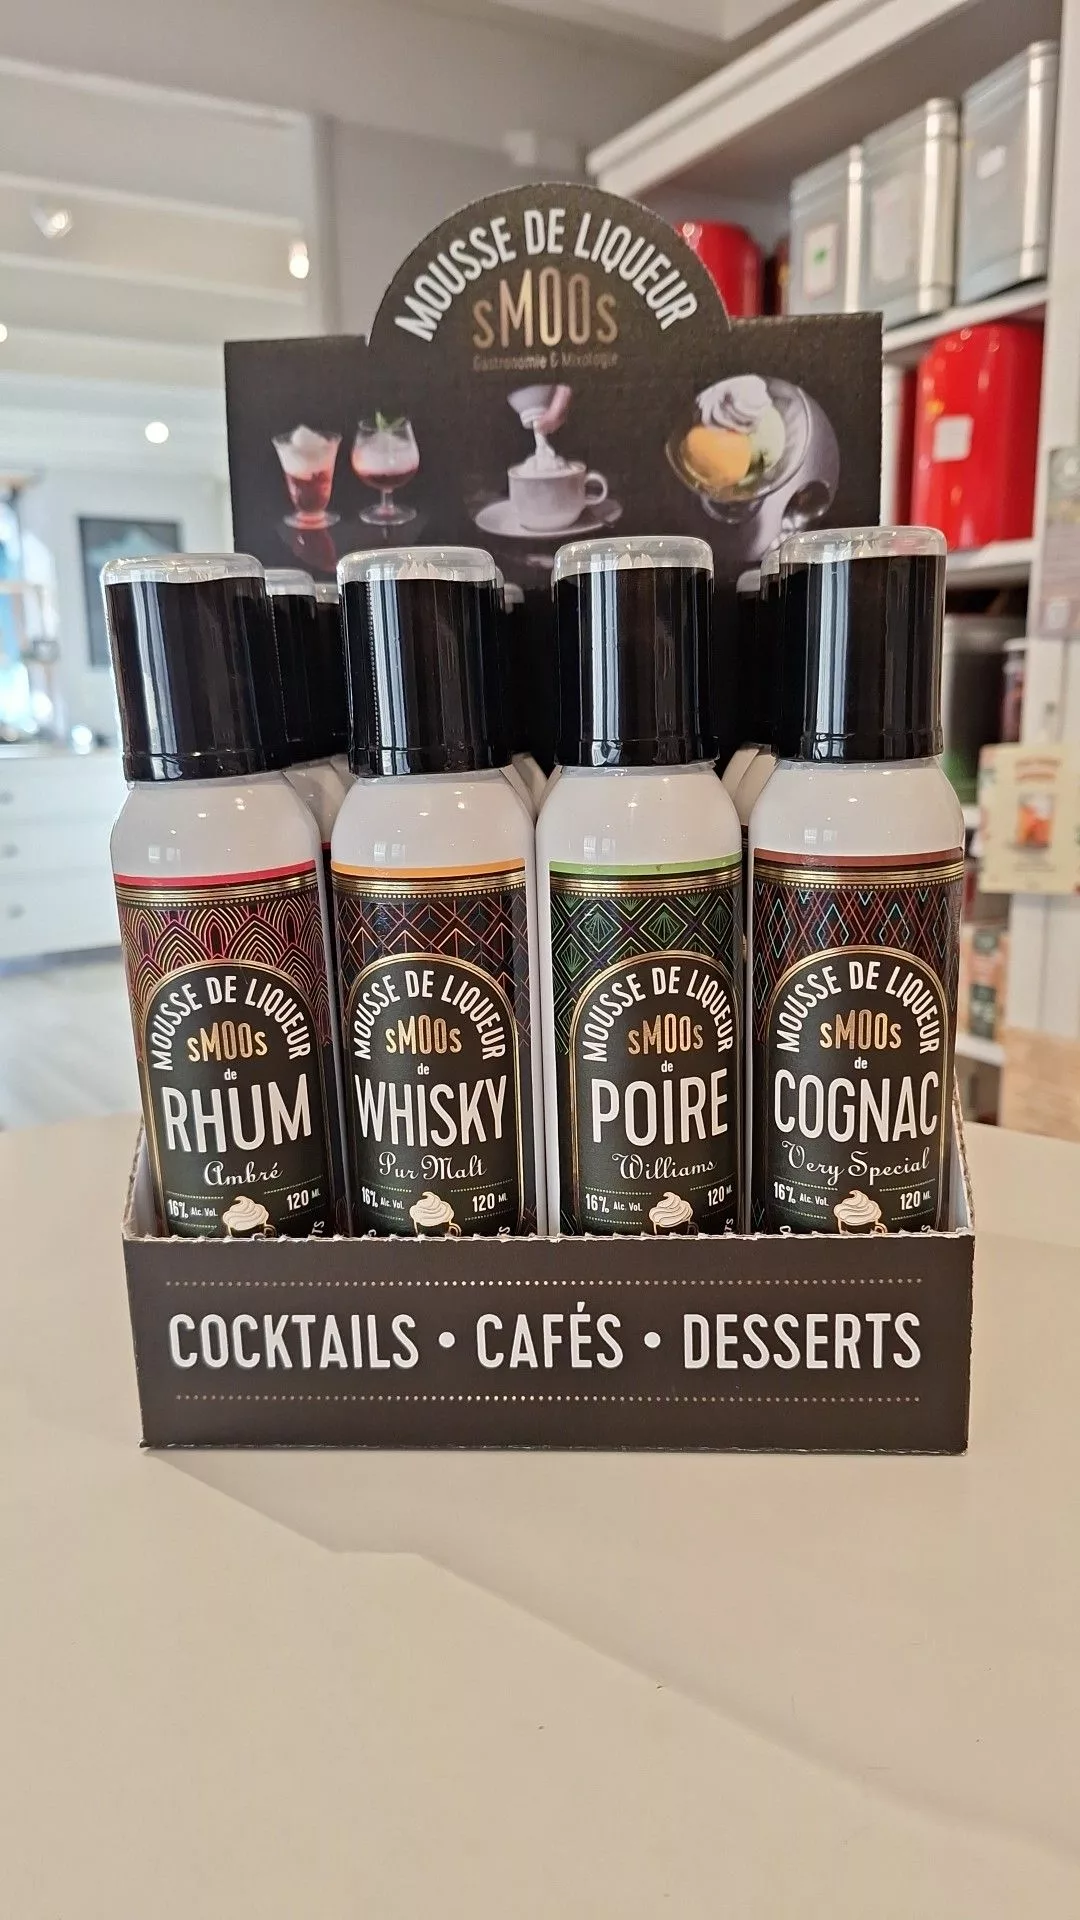 MOUSSE DE LIQUEUR
sMOOs
Gastronomie & Mixologie
MOUSSE DE LIQUEUR
sMOOs
de
RHUM
Ambré
16% Alc. Vol.
120 ML
MOUSSE DE LIQUEUR
sMOOs
de
WHISKY
Pur Malt
16% Alc. Vol.
120 ML
MOUSSE DE LIQUEUR
sMOOs
de
POIRE
Williams
16% Alc. Vol.
120 ML
MOUSSE DE LIQUEUR
sMOOs
de
COGNAC
Very Special
16% Alc. Vol.
120 ML
COCKTAILS • CAFÉS • DESSERTS